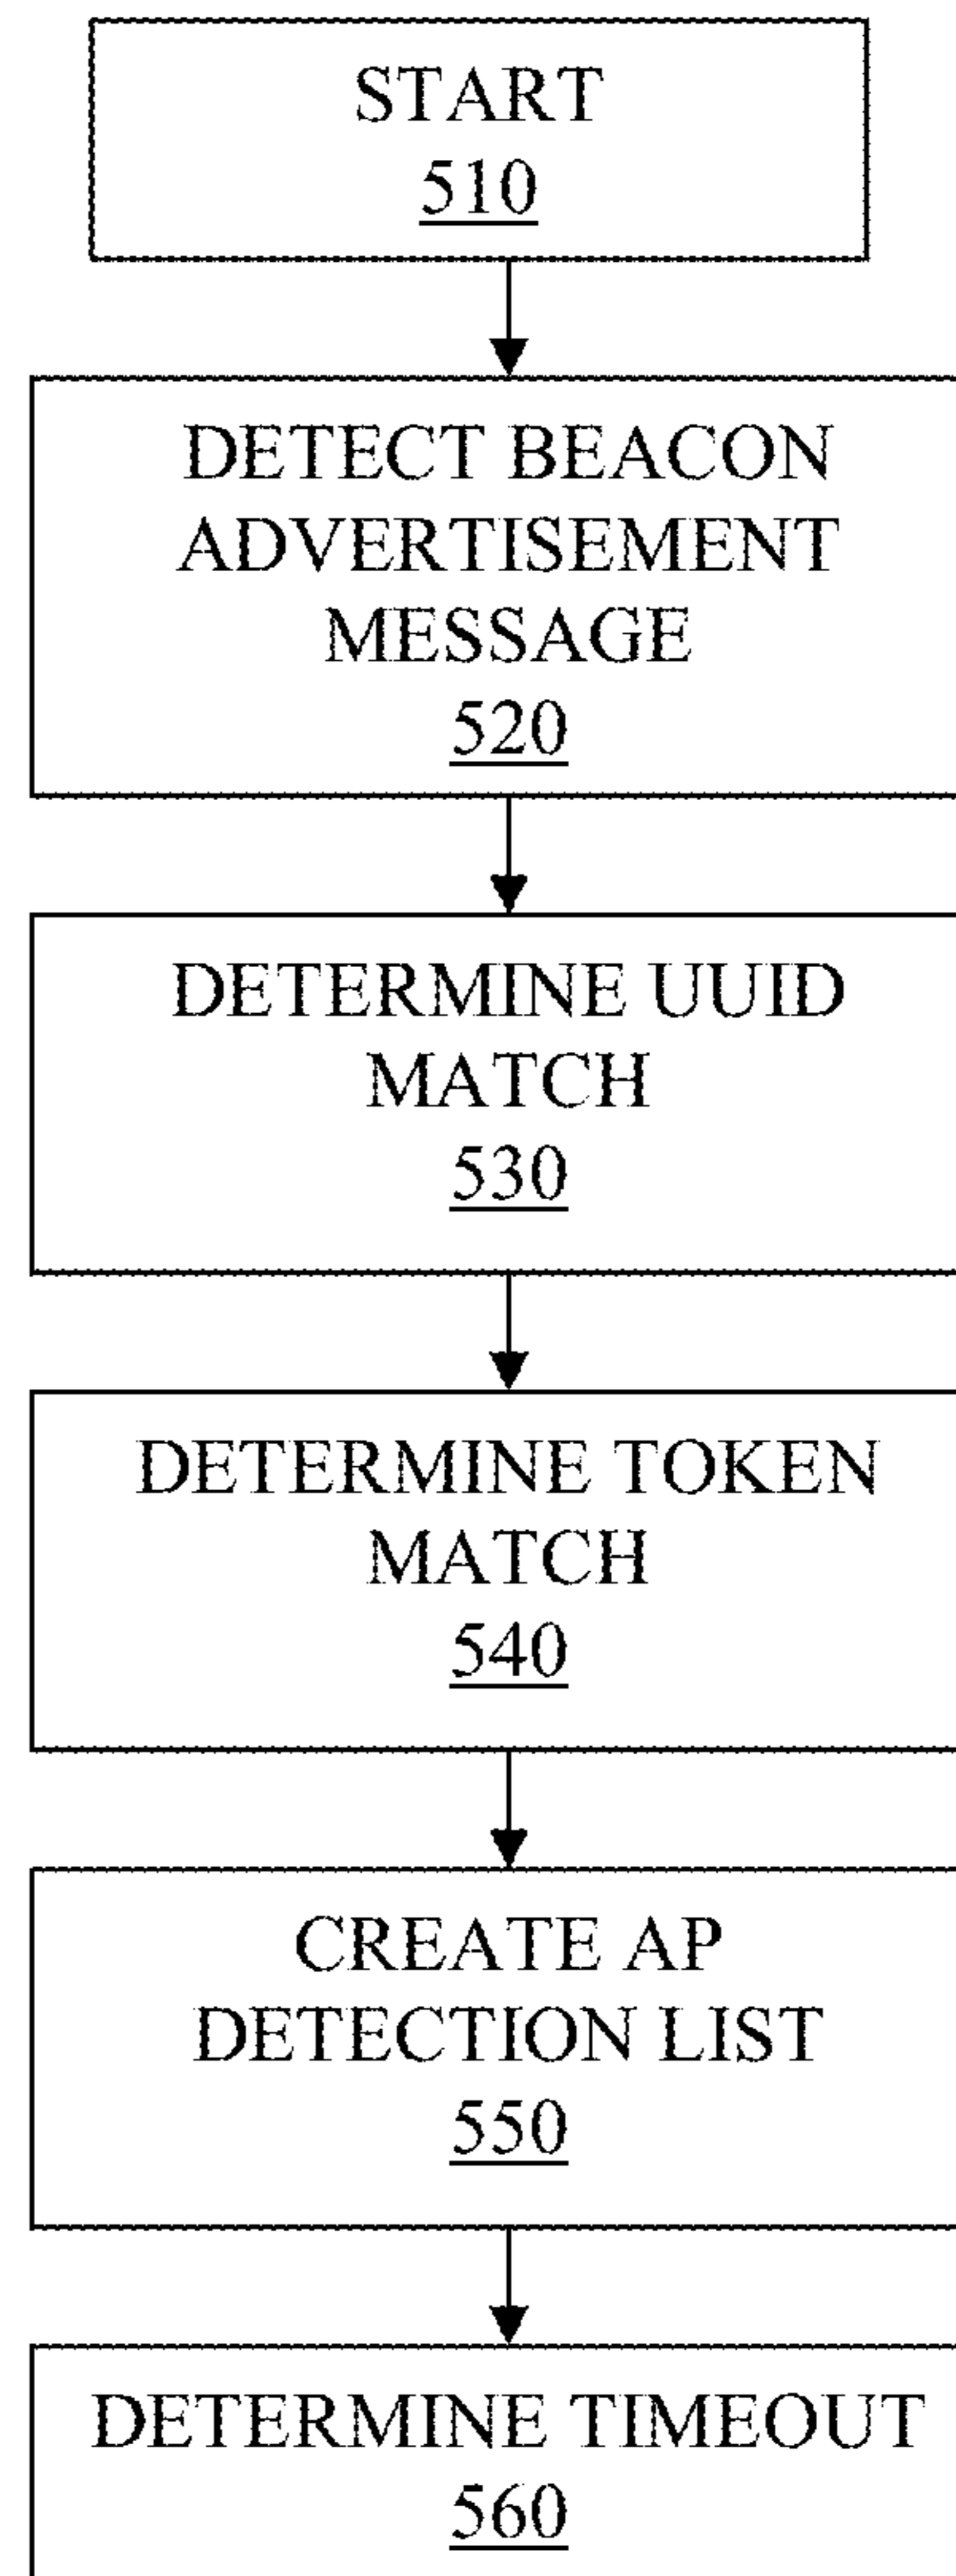 START
510
DETECT BEACON
ADVERTISEMENT
MESSAGE
520
DETERMINE UUID
MATCH
530
DETERMINE TOKEN
MATCH
540
CREATE AP
DETECTION LIST
550
DETERMINE TIMEOUT
560